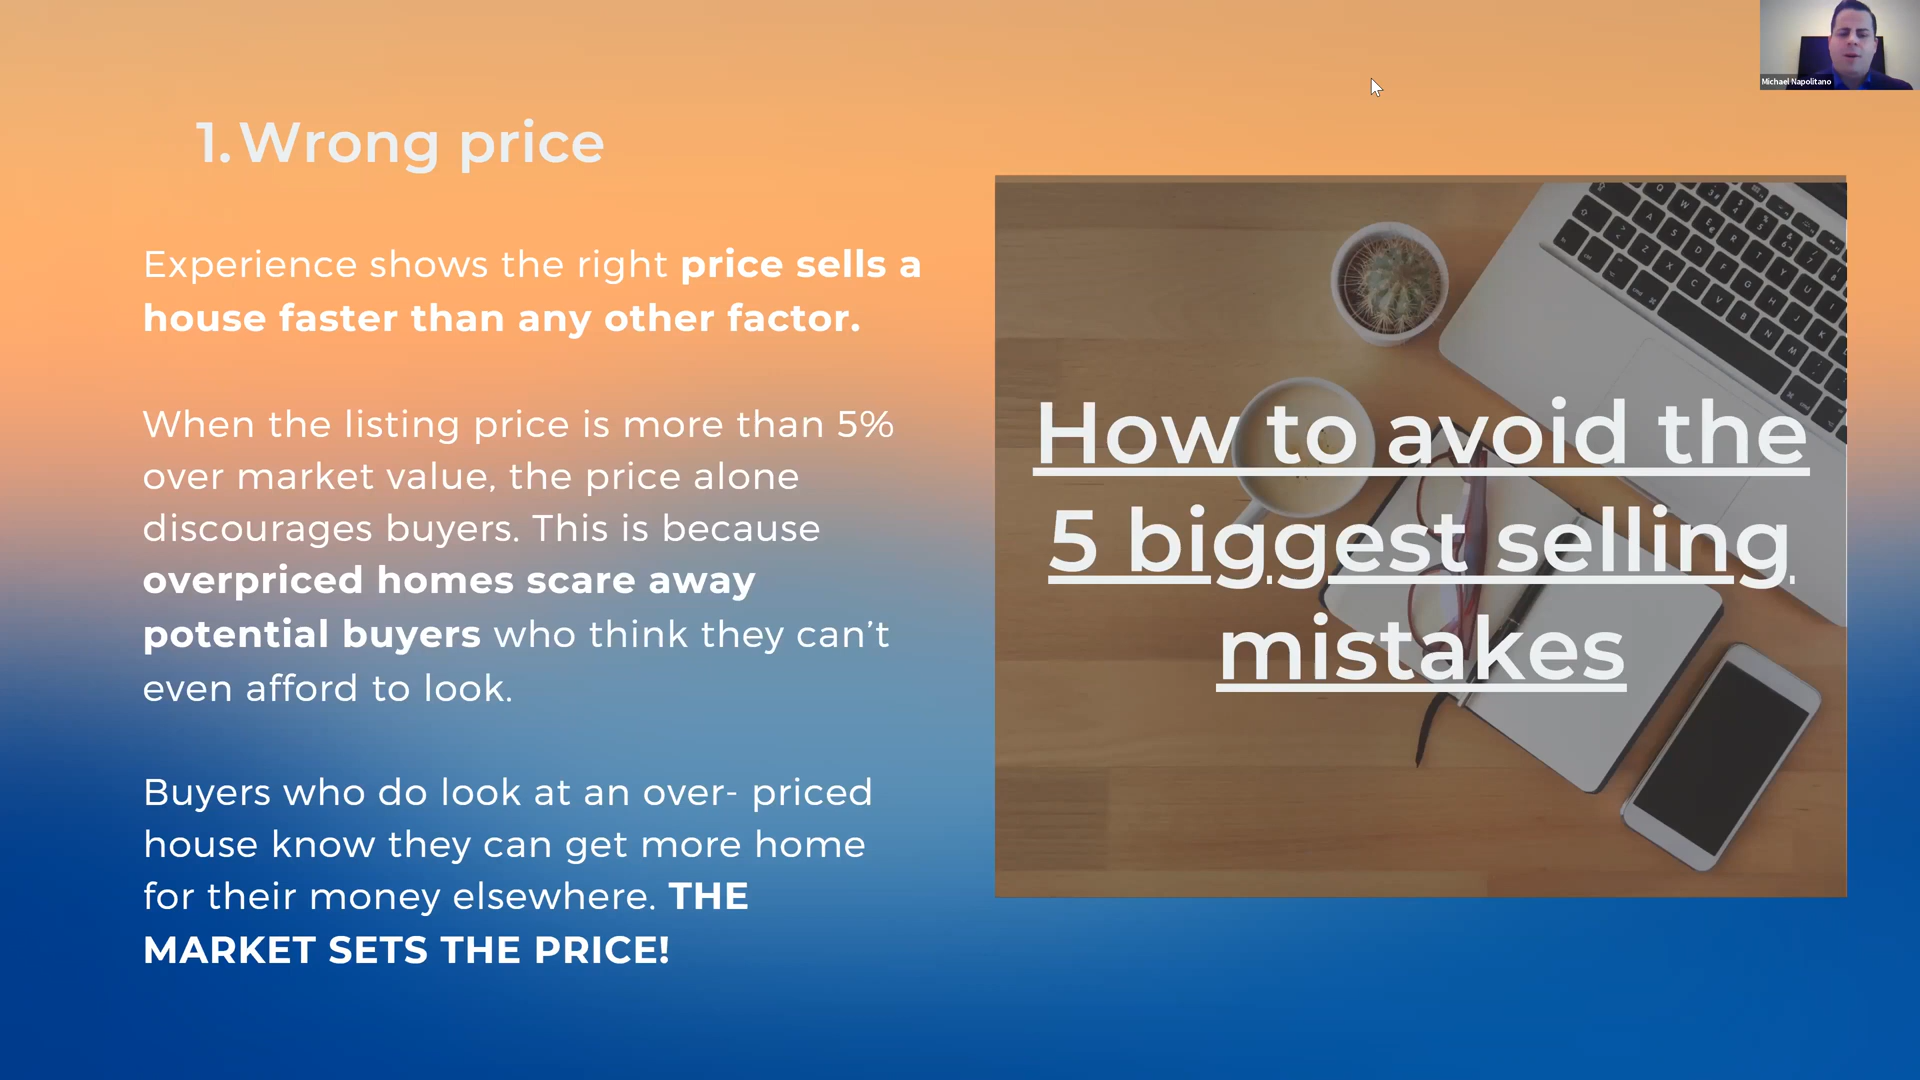 Michael Napolitano
1. Wrong price
Experience shows the right price sells a
house faster than any other factor.
When the listing price is more than 5%
over market value, the price alone
discourages buyers. This is because
overpriced homes scare away
potential buyers who think they can’t
even afford to look.
Buyers who do look at an over- priced
house know they can get more home
for their money elsewhere. THE
MARKET SETS THE PRICE!
How to avoid the
5 biggest selling
mistakes